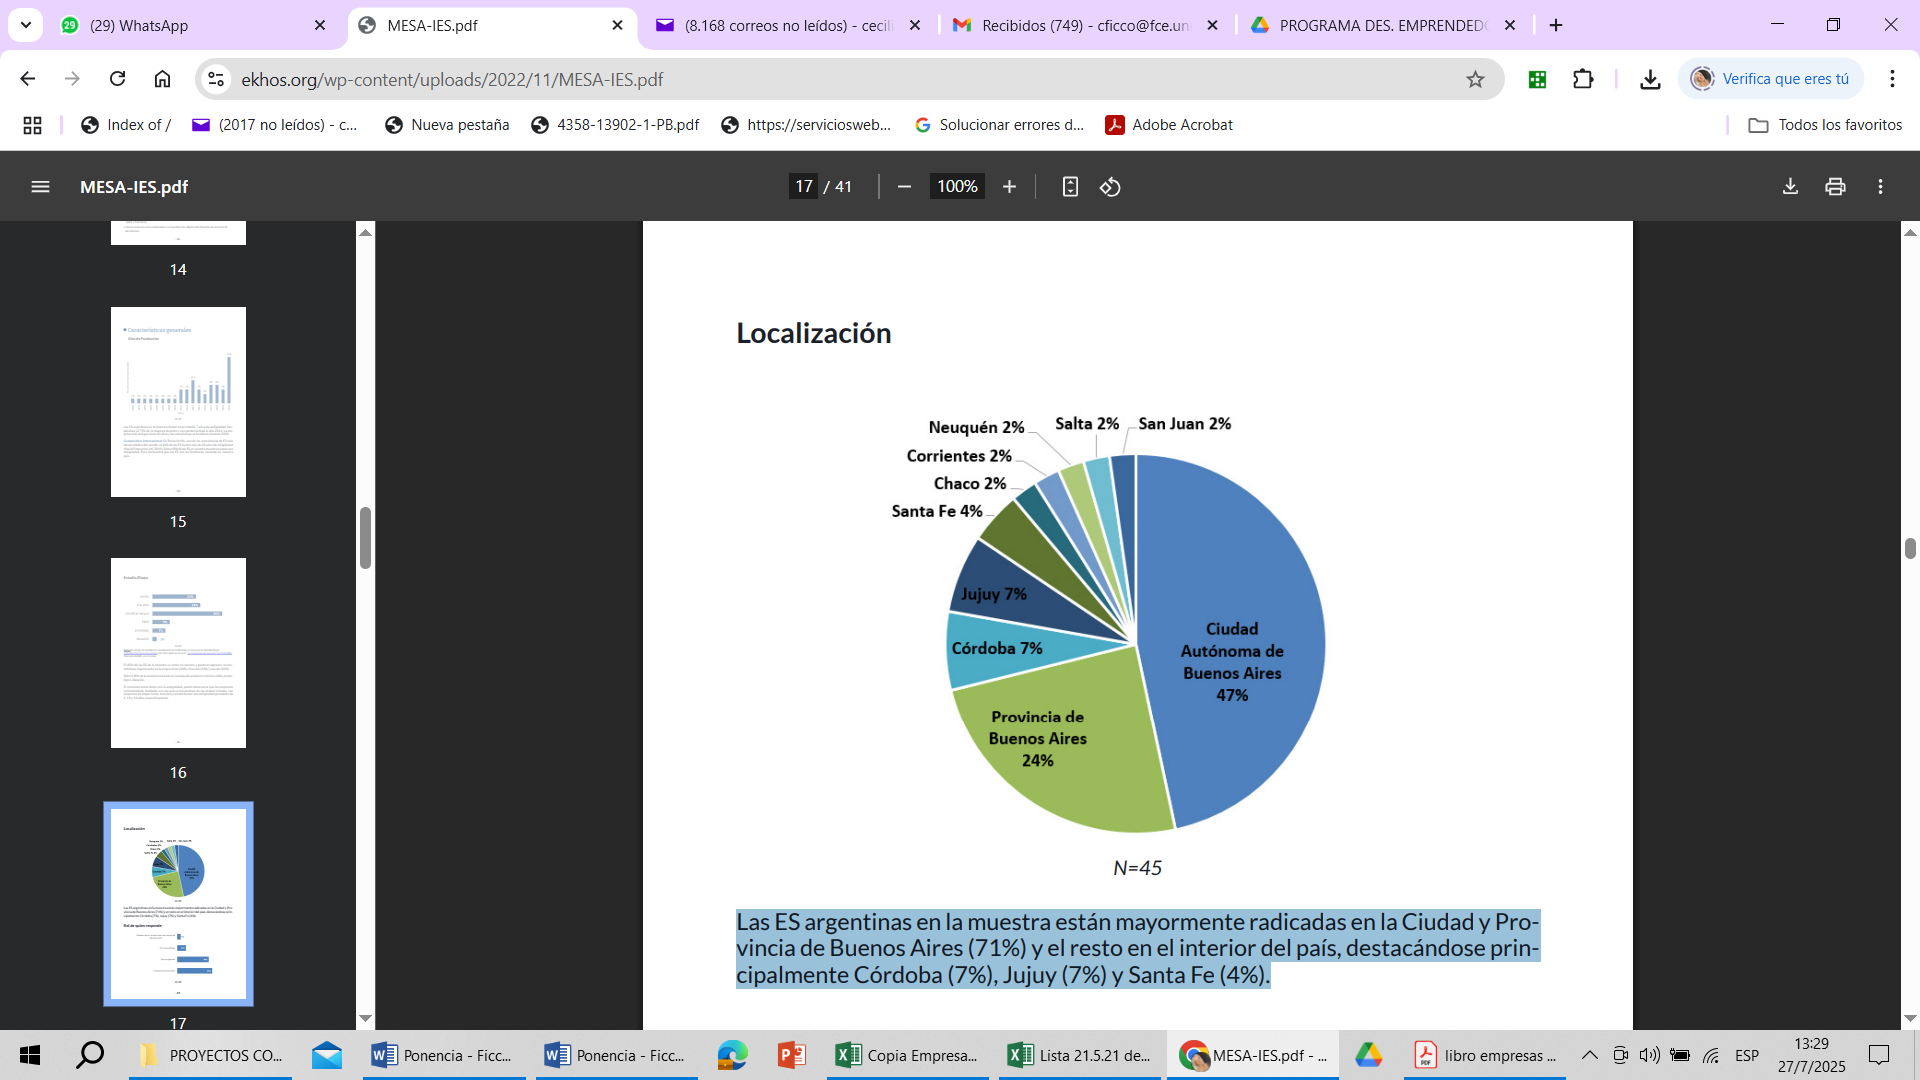 (29) WhatsApp
MESA-IES.pdf
(8.168 correos no leídos) - cecili
Recibidos (749) - cficco@fce.un
PROGRAMA DES. EMPRENDED
ekhos.org/wp-content/uploads/2022/11/MESA-IES.pdf
Verifica que eres tú
Index of /
(2017 no leídos) - c...
Nueva pestaña
4358-13902-1-PB.pdf
https://serviciosweb...
Solucionar errores d...
Adobe Acrobat
Todos los favoritos
MESA-IES.pdf
17 / 41
100%
14
Características generales
Año de Fundación
15
16
Localización
17
Localización
Neuquén 2%
Salta 2%
San Juan 2%
Corrientes 2%
Chaco 2%
Santa Fe 4%
Jujuy 7%
Córdoba 7%
Ciudad
Autónoma de
Buenos Aires
47%
Provincia de
Buenos Aires
24%
N=45
Las ES argentinas en la muestra están mayormente radicadas en la Ciudad y Pro-
vincia de Buenos Aires (71%) y el resto en el interior del país, destacándose prin-
cipalmente Córdoba (7%), Jujuy (7%) y Santa Fe (4%).
PROYECTOS CO...
Ponencia - Ficc...
Ponencia - Ficc...
Copia Empresa...
Lista 21.5.21 de...
MESA-IES.pdf - ...
libro empresas ...
ESP
13:29
27/7/2025